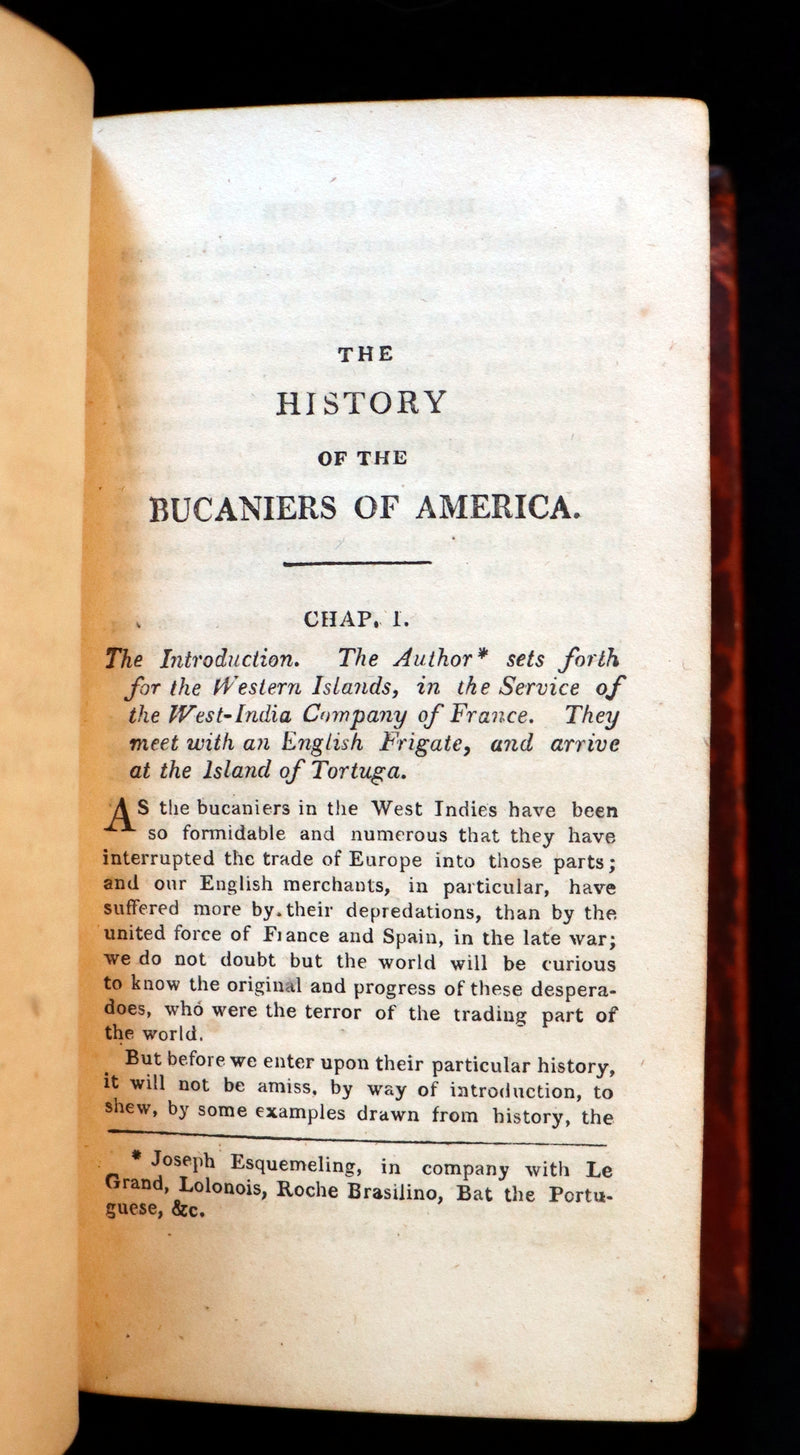 THE
HISTORY
OF THE
BUCANIERS OF AMERICA.
CHAP. I.
The Introduction. The Author* sets forth
for the Western Islands, in the Service of
the West-India Company of France. They
meet with an English Frigate, and arrive
at the Island of Tortuga.
AS the bucaniers in the West Indies have been
so formidable and numerous that they have
interrupted the trade of Europe into those parts;
and our English merchants, in particular, have
suffered more by their depredations, than by the
united force of France and Spain, in the late war;
we do not doubt but the world will be curious
to know the original and progress of these despera-
does, who were the terror of the trading part of
the world.
But before we enter upon their particular history,
it will not be amiss, by way of introduction, to
shew, by some examples drawn from history, the
* Joseph Esquemeling, in company with Le
Grand, Lolonois, Roche Brasilino, Bat the Portu-
guese, &c.